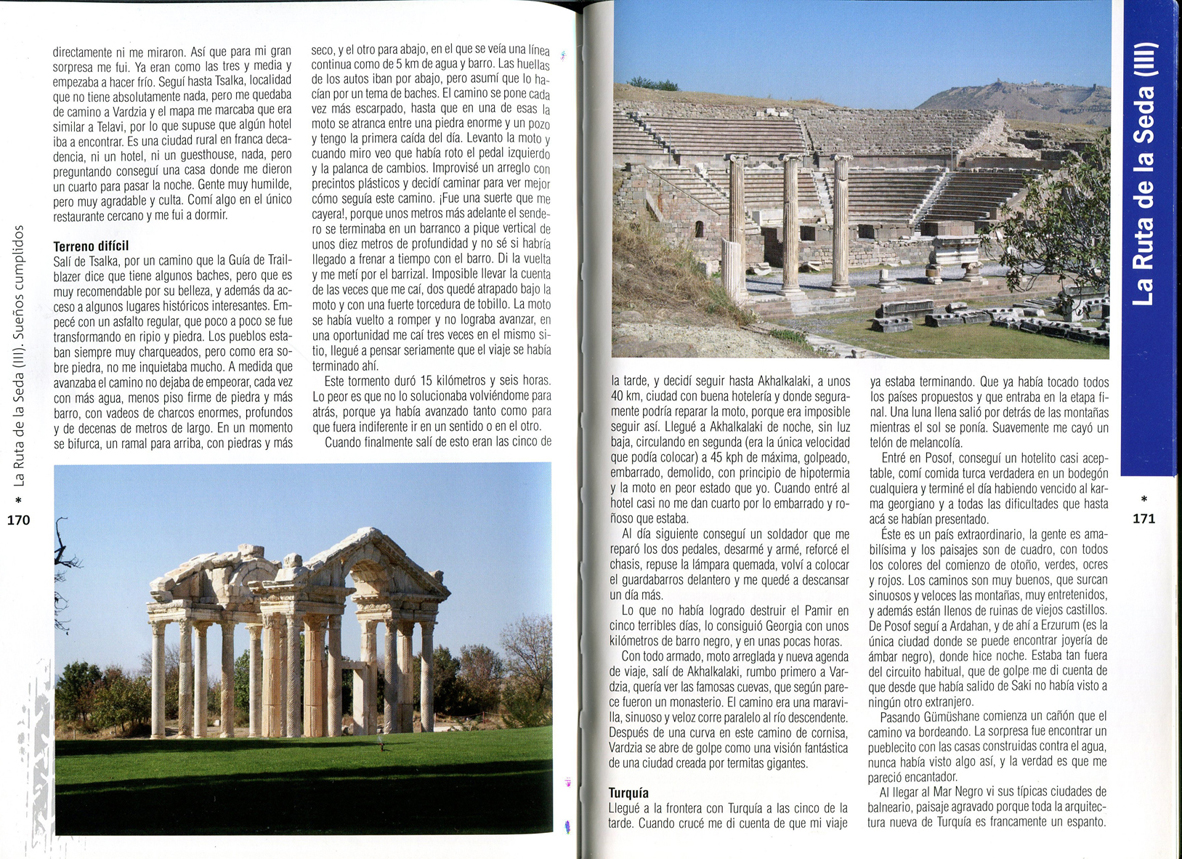 directamente ni me miraron. Así que para mi gran
sorpresa me fui. Ya eran como las tres y media y
empezaba a hacer frío. Seguí hasta Tsalka, localidad
que no tiene absolutamente nada, pero me quedaba
de camino a Vardzia y el mapa me marcaba que era
similar a Telavi, por lo que supuse que algún hotel
iba a encontrar. Es una ciudad rural en franca deca-
dencia, ni un hotel, ni un guesthouse, nada, pero
preguntando conseguí una casa donde me dieron
un cuarto para pasar la noche. Gente muy humilde,
pero muy agradable y culta. Comí algo en el único
restaurante cercano y me fui a dormir.
Terreno difícil
Salí de Tsalka, por un camino que la Guía de Trail-
blazer dice que tiene algunos baches, pero que es
muy recomendable por su belleza, y además da ac-
ceso a algunos lugares históricos interesantes. Em-
pecé con un asfalto regular, que poco a poco se fue
transformando en ripio y piedra. Los pueblos esta-
ban siempre muy charqueados, pero como era so-
bre piedra, no me inquietaba mucho. A medida que
avanzaba el camino no dejaba de empeorar, cada vez
con más agua, menos piso firme de piedra y más
barro, con vadeos de charcos enormes, profundos
y de decenas de metros de largo. En un momento
se bifurca, un ramal para arriba, con piedras y más
seco, y el otro para abajo, en el que se veía una línea
continua como de 5 km de agua y barro. Las huellas
de los autos iban por abajo, pero asumí que lo ha-
cían por un tema de baches. El camino se pone cada
vez más escarpado, hasta que en una de esas la
moto se atranca entre una piedra enorme y un pozo
y tengo la primera caída del día. Levanto la moto y
cuando miro veo que había roto el pedal izquierdo
y la palanca de cambios. Improvisé un arreglo con
precintos plásticos y decidí caminar para ver mejor
cómo seguía este camino. ¡Fue una suerte que me
cayera!, porque unos metros más adelante el sende-
ro se terminaba en un barranco a pique vertical de
unos diez metros de profundidad y no sé si habría
llegado a frenar a tiempo con el barro. Di la vuelta
y me metí por el barrizal. Imposible llevar la cuenta
de las veces que me caí, dos quedé atrapado bajo la
moto y con una fuerte torcedura de tobillo. La moto
se había vuelto a romper y no lograba avanzar, en
una oportunidad me caí tres veces en el mismo si-
tio, llegué a pensar seriamente que el viaje se había
terminado ahí.
Este tormento duró 15 kilómetros y seis horas.
Lo peor es que no lo solucionaba volviéndome para
atrás, porque ya había avanzado tanto como para
que fuera indiferente ir en un sentido o en el otro.
Cuando finalmente salí de esto eran las cinco de
La Ruta de la Seda (III). Sueños cumplidos
*
170
la tarde, y decidí seguir hasta Akhalkalaki, a unos
40 km, ciudad con buena hotelería y donde segura-
mente podría reparar la moto, porque era imposible
seguir así. Llegué a Akhalkalaki de noche, sin luz
baja, circulando en segunda (era la única velocidad
que podía colocar) a 45 kph de máxima, golpeado,
embarrado, demolido, con principio de hipotermia
y la moto en peor estado que yo. Cuando entré al
hotel casi no me dan cuarto por lo embarrado y ro-
ñoso que estaba.
Al día siguiente conseguí un soldador que me
reparó los dos pedales, desarmé y armé, reforcé el
chasis, repuse la lámpara quemada, volví a colocar
el guardabarros delantero y me quedé a descansar
un día más.
Lo que no había logrado destruir el Pamir en
cinco terribles días, lo consiguió Georgia con unos
kilómetros de barro negro, y en unas pocas horas.
Con todo armado, moto arreglada y nueva agenda
de viaje, salí de Akhalkalaki, rumbo primero a Var-
dzia, quería ver las famosas cuevas, que según pare-
ce fueron un monasterio. El camino era una maravi-
lla, sinuoso y veloz corre paralelo al río descendente.
Después de una curva en este camino de cornisa,
Vardzia se abre de golpe como una visión fantástica
de una ciudad creada por termitas gigantes.
Turquía
Llegué a la frontera con Turquía a las cinco de la
tarde. Cuando crucé me di cuenta de que mi viaje
ya estaba terminando. Que ya había tocado todos
los países propuestos y que entraba en la etapa fi-
nal. Una luna llena salió por detrás de las montañas
mientras el sol se ponía. Suavemente me cayó un
telón de melancolía.
Entré en Posof, conseguí un hotelito casi acep-
table, comí comida turca verdadera en un bodegón
cualquiera y terminé el día habiendo vencido al kar-
ma georgiano y a todas las dificultades que hasta
acá se habían presentado.
Éste es un país extraordinario, la gente es ama-
bilísima y los paisajes son de cuadro, con todos
los colores del comienzo de otoño, verdes, ocres
y rojos. Los caminos son muy buenos, que surcan
sinuosos y veloces las montañas, muy entretenidos,
y además están llenos de ruinas de viejos castillos.
De Posof seguí a Ardahan, y de ahí a Erzurum (es la
única ciudad donde se puede encontrar joyería de
ámbar negro), donde hice noche. Estaba tan fuera
del circuito habitual, que de golpe me di cuenta de
que desde que había salido de Saki no había visto a
ningún otro extranjero.
Pasando Gümüshane comienza un cañón que el
camino va bordeando. La sorpresa fue encontrar un
pueblecito con las casas construidas contra el agua,
nunca había visto algo así, y la verdad es que me
pareció encantador.
Al llegar al Mar Negro vi sus típicas ciudades de
balneario, paisaje agravado porque toda la arquitec-
tura nueva de Turquía es francamente un espanto.
La Ruta de la Seda (III)
*
171